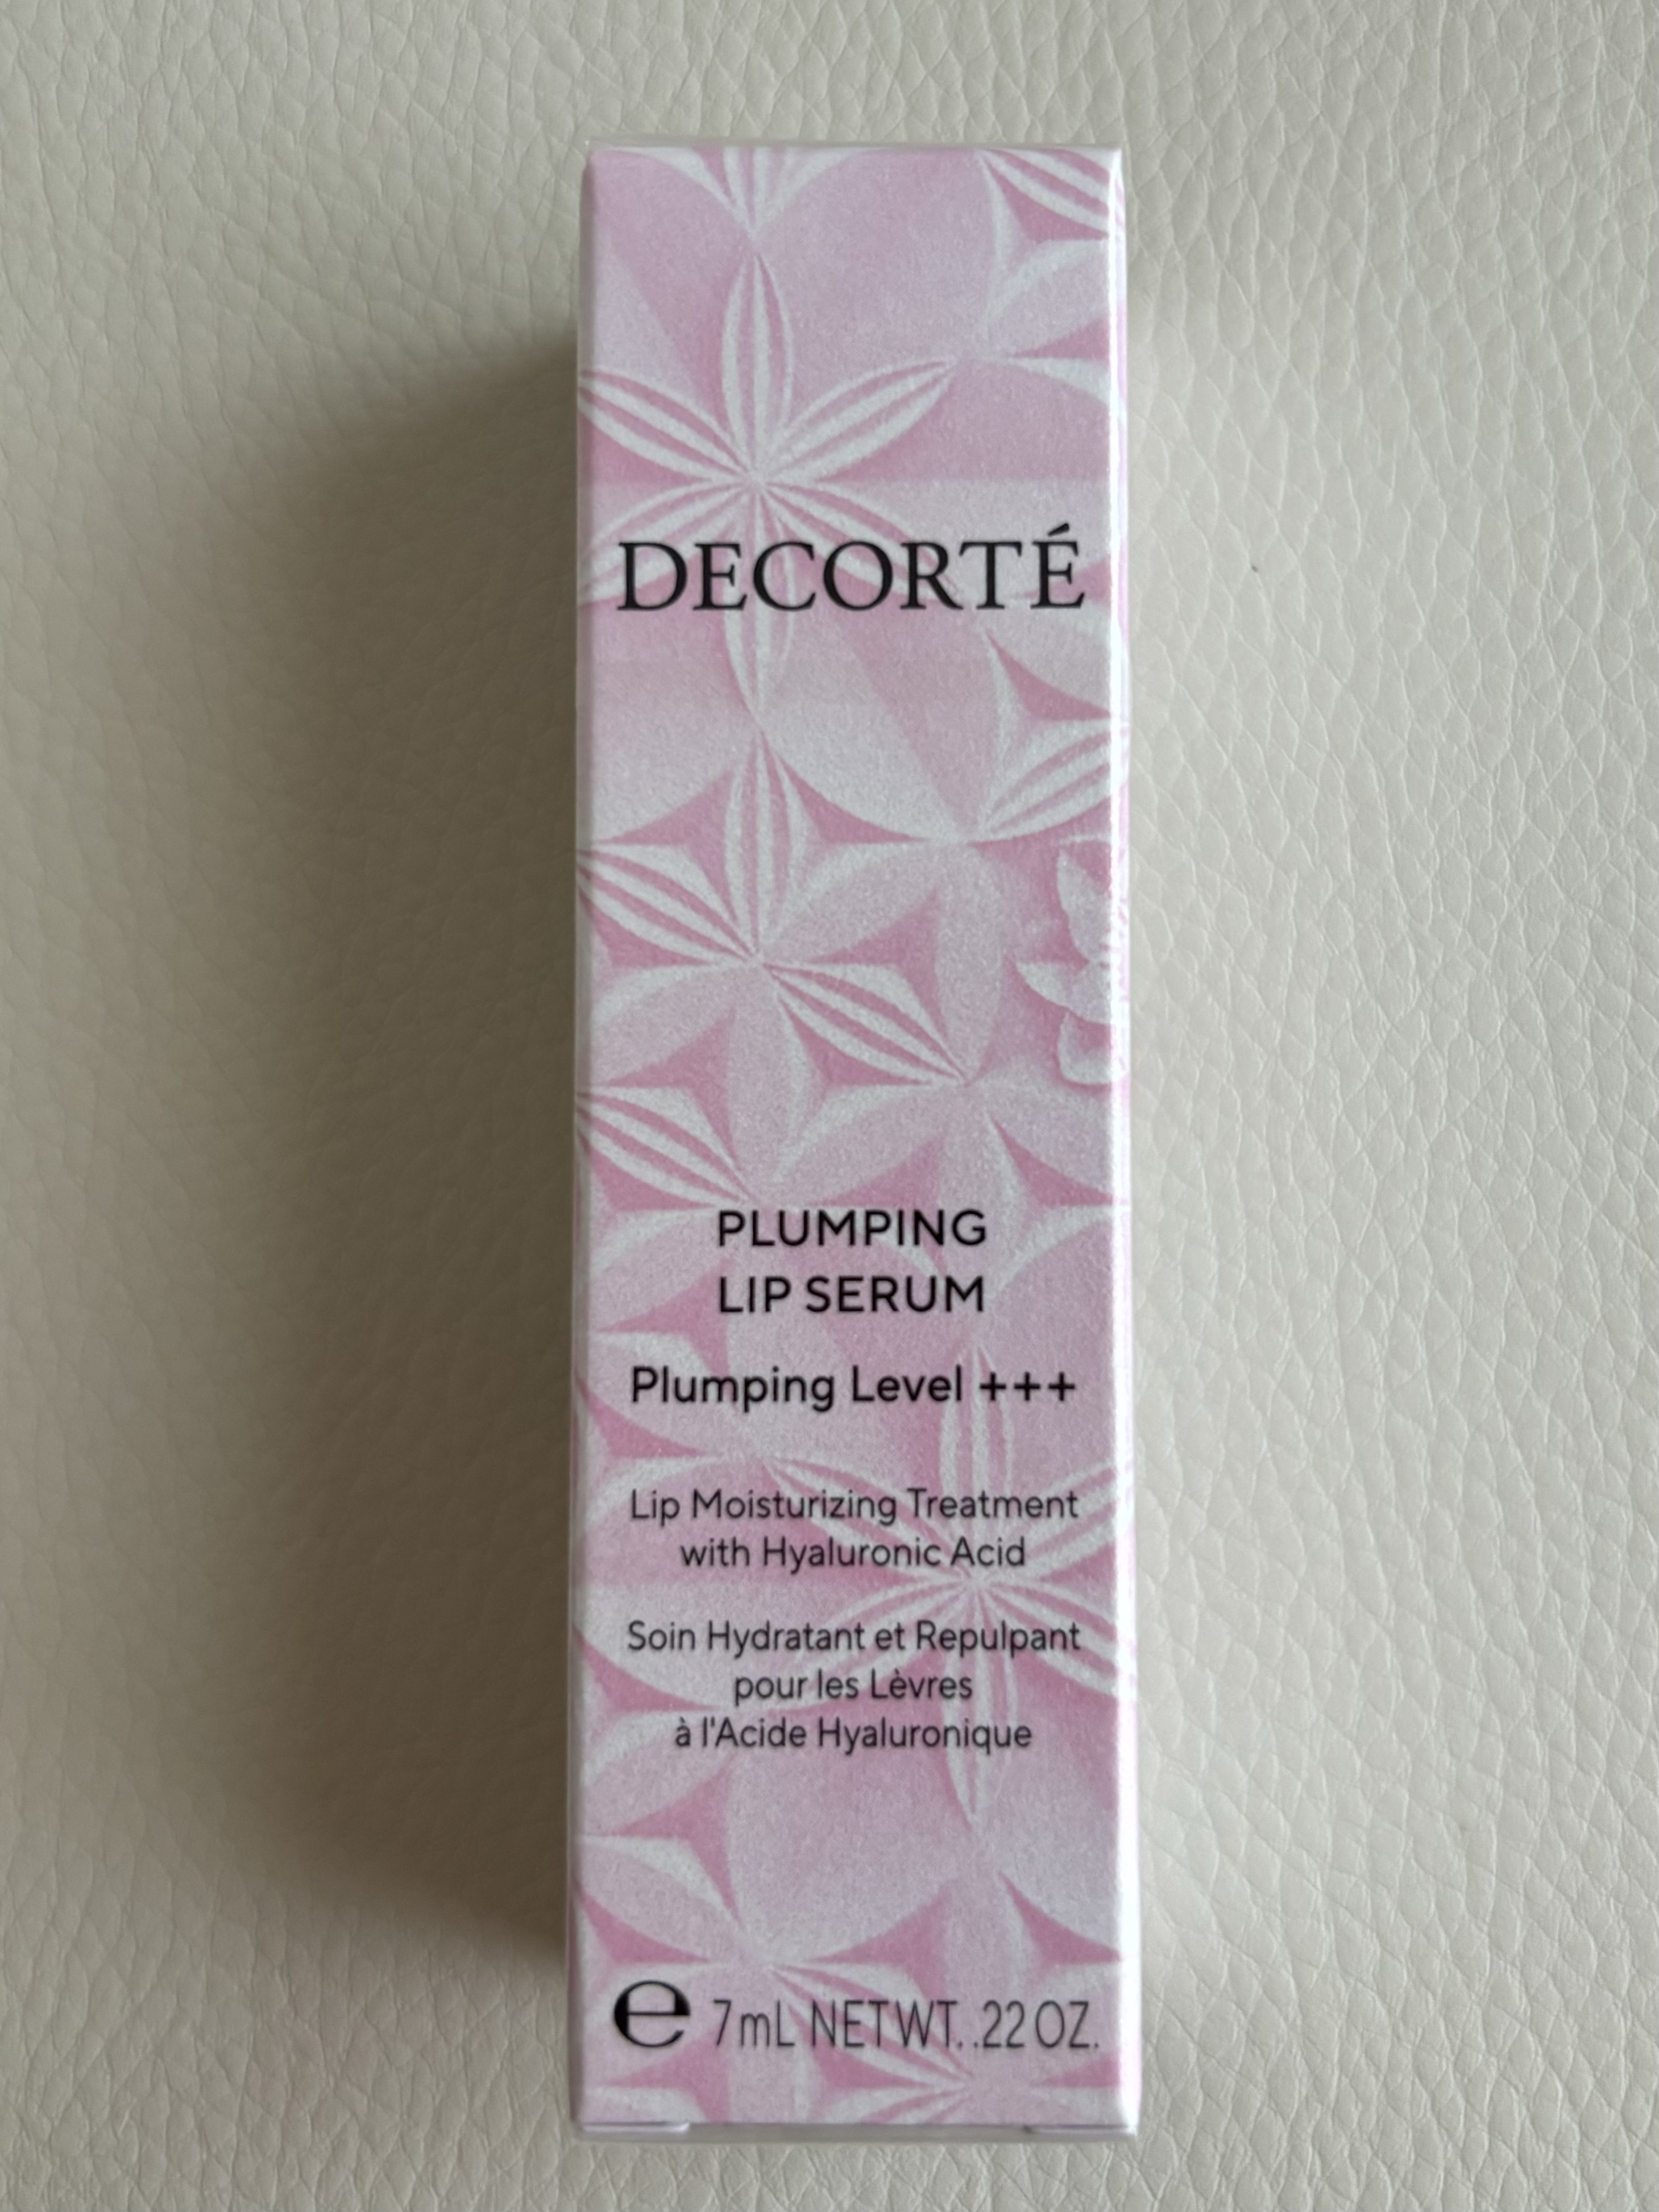 DECORTÉ
PLUMPING
LIP SERUM
Plumping Level +++
Lip Moisturizing Treatment
with Hyaluronic Acid
Soin Hydratant et Repulpant
pour les Lèvres
à l'Acide Hyaluronique
℮ 7mL NET WT. .22 OZ.